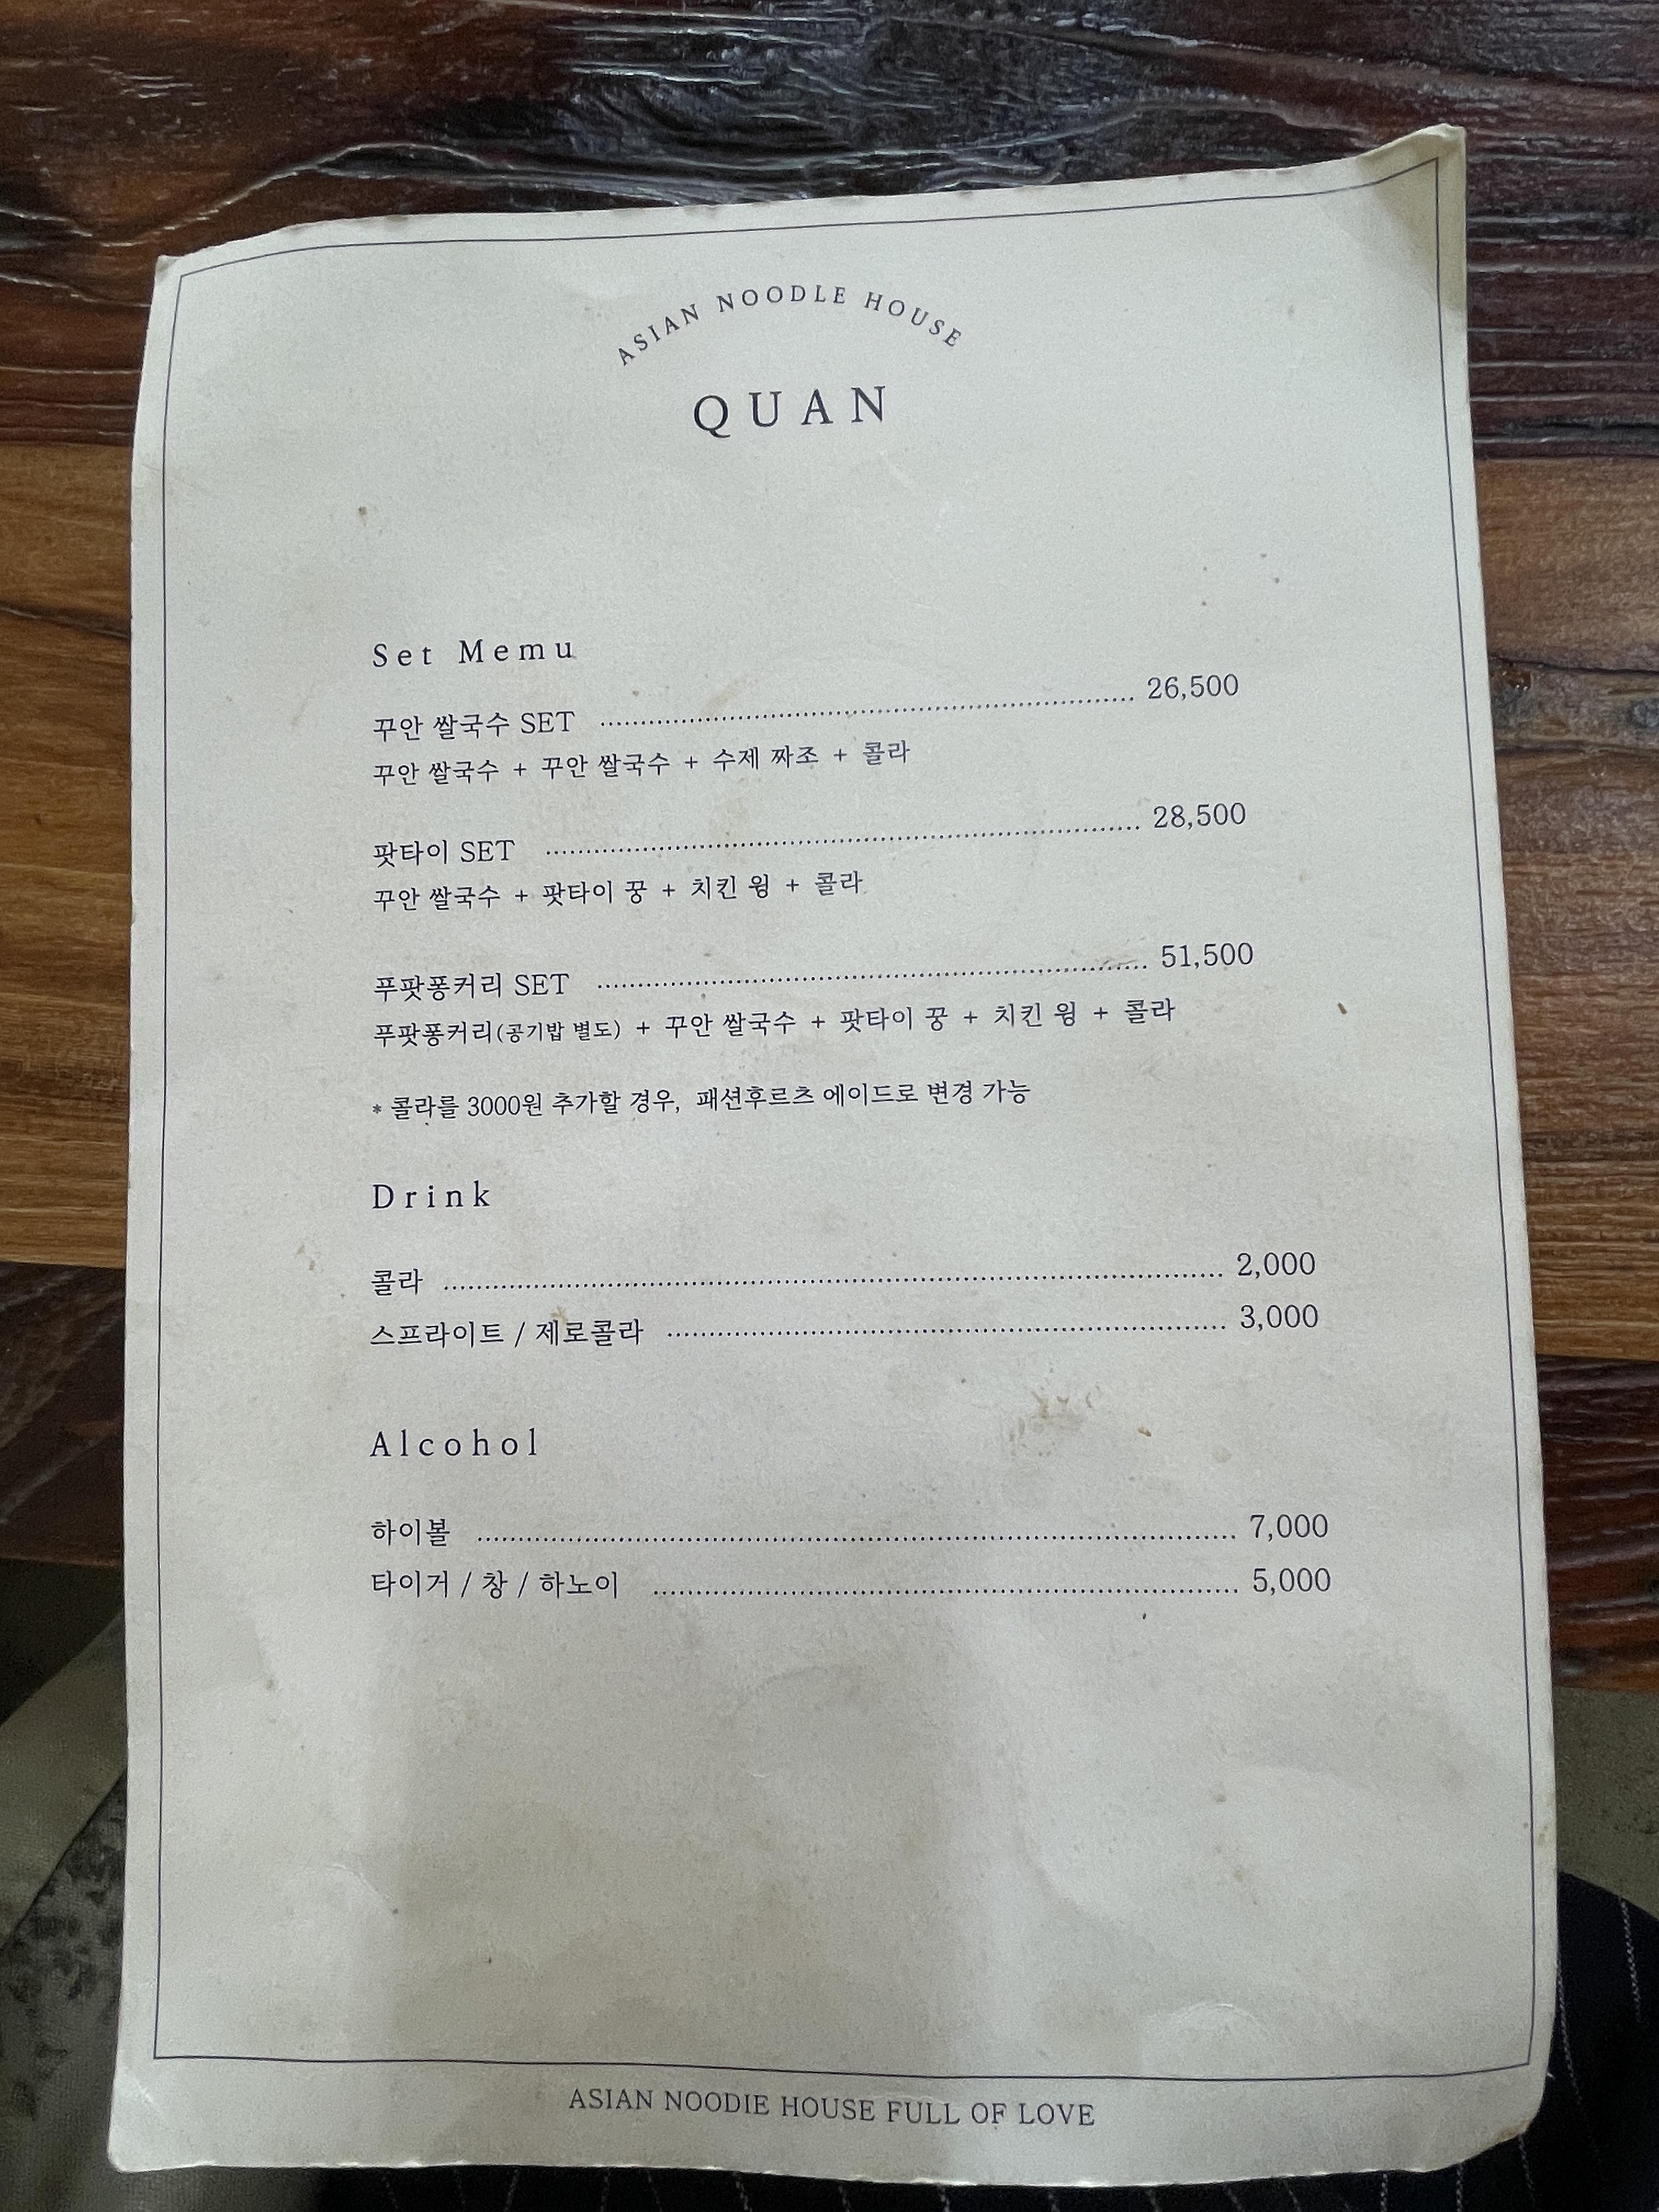 ASIAN NOODLE HOUSE
QUAN
Set Memu
꾸안 쌀국수 SET ........ 26,500
꾸안 쌀국수 + 꾸안 쌀국수 + 수제 짜조 + 콜라
팟타이 SET ........ 28,500
꾸안 쌀국수 + 팟타이 꿍 + 치킨 윙 + 콜라
푸팟퐁커리 SET ........ 51,500
푸팟퐁커리(공기밥 별도) + 꾸안 쌀국수 + 팟타이 꿍 + 치킨 윙 + 콜라
* 콜라를 3000원 추가할 경우, 패션후르츠 에이드로 변경 가능
Drink
콜라 ........ 2,000
스프라이트 / 제로콜라 ........ 3,000
Alcohol
하이볼 ........ 7,000
타이거 / 창 / 하노이 ........ 5,000
ASIAN NOODIE HOUSE FULL OF LOVE